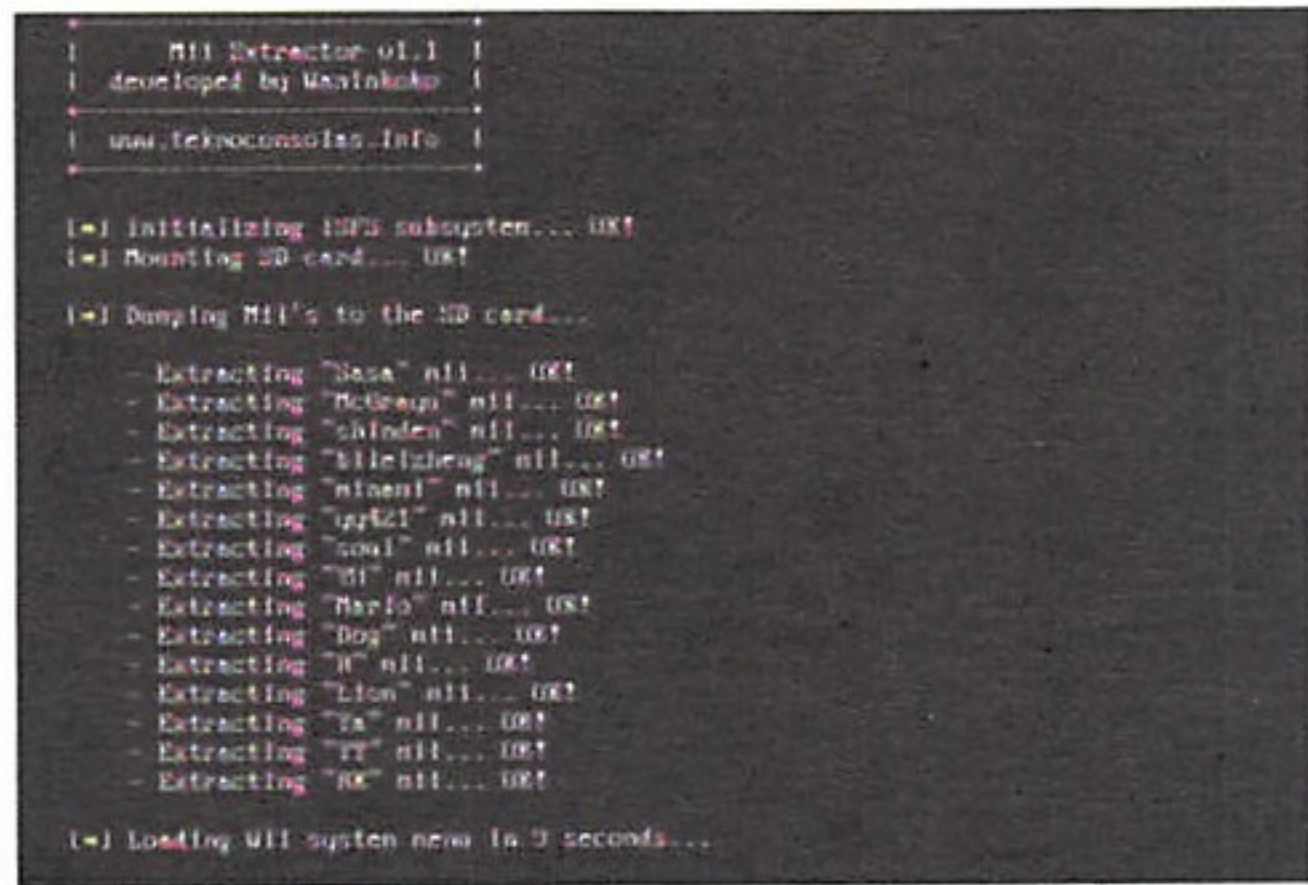 Mii Extractor v1.1
developed by Waninkoko
www.teknoconsolas.info
[+] Initializing ISFS subsystem... OK!
[+] Mounting SD card... OK!
[+] Dumping Mii's to the SD card...
- Extracting "Sasa" mii... OK!
- Extracting mii... OK!
- Extracting "shinden" mii... OK!
- Extracting mii... OK!
- Extracting "minami" mii... OK!
- Extracting mii... OK!
- Extracting mii... OK!
- Extracting mii... OK!
- Extracting "Mario" mii... OK!
- Extracting "Dog" mii... OK!
- Extracting mii... OK!
- Extracting "Lion" mii... OK!
- Extracting "Ya" mii... OK!
- Extracting mii... OK!
- Extracting mii... OK!
[+] Loading Wii system menu in seconds...